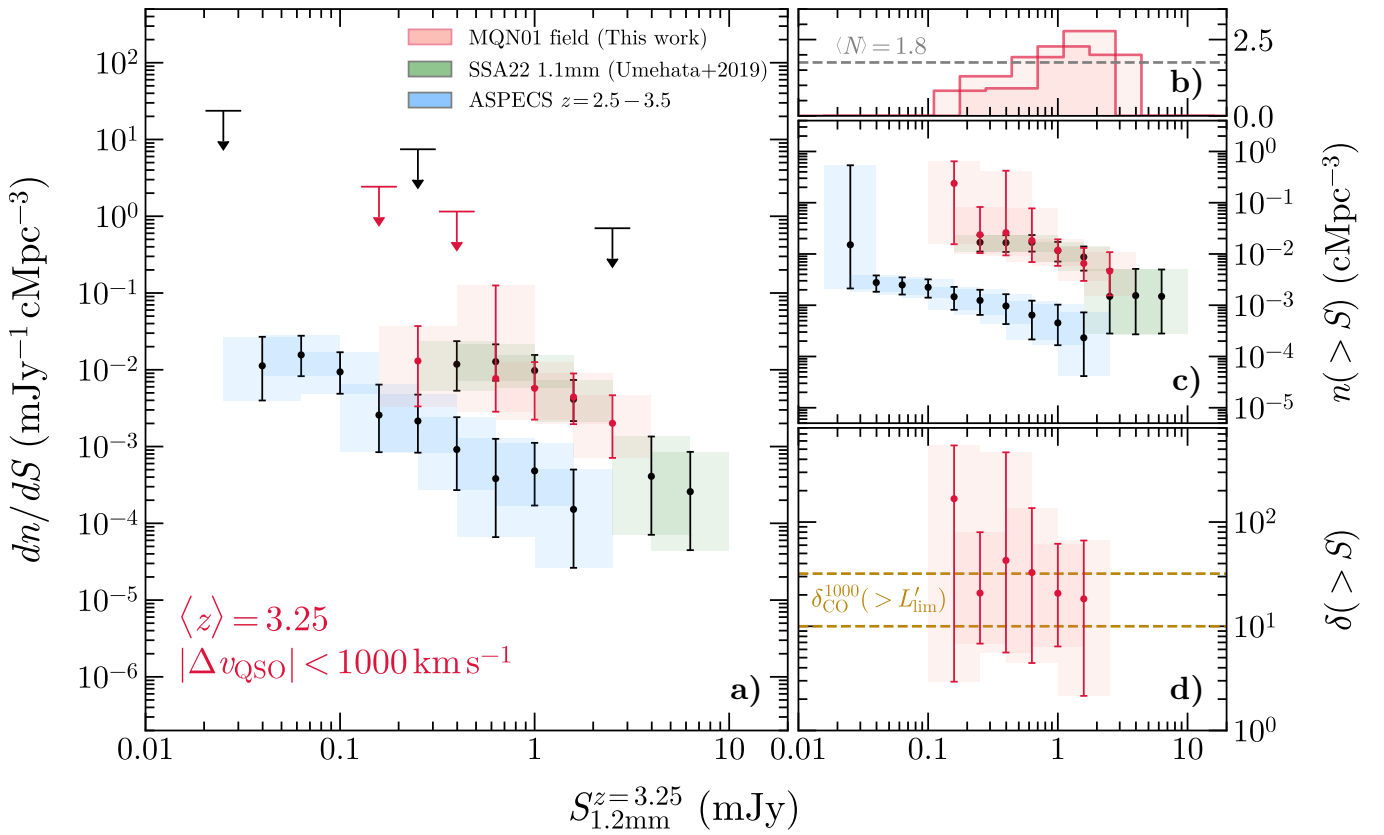 MQN01 field (This work)
SSA22 1.1mm (Umehata+2019)
ASPECS z = 2.5 − 3.5
10²
10¹
10⁰
10⁻¹
10⁻²
10⁻³
10⁻⁴
10⁻⁵
10⁻⁶
dn/dS (mJy⁻¹ cMpc⁻³)
⟨z⟩ = 3.25
|Δv_QSO| < 1000 km s⁻¹
a)
0.01
0.1
1
10
⟨N⟩ = 1.8
b)
2.5
0.0
0.0
10⁰
10⁻¹
10⁻²
10⁻³
10⁻⁴
10⁻⁵
n(> S) (cMpc⁻³)
c)
10²
10¹
10⁰
δ(> S)
δ_CO^1000(> L′_lim)
d)
0.01
0.1
1
10
S_1.2mm^z=3.25 (mJy)